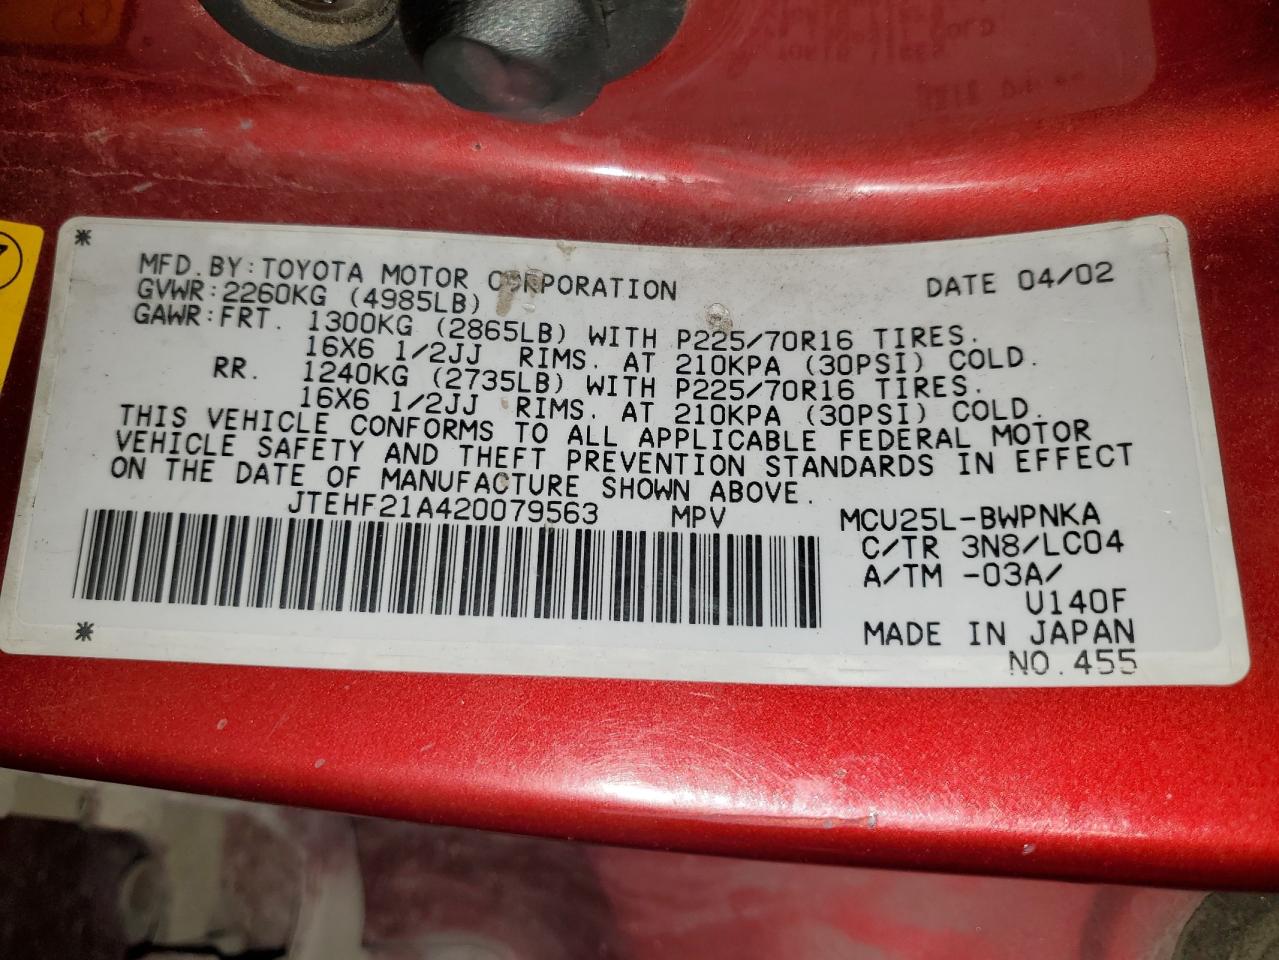 MFD.BY:TOYOTA MOTOR CORPORATION DATE 04/02
GVWR:2260KG (4985LB)
GAWR:FRT. 1300KG (2865LB) WITH P225/70R16 TIRES.
16X6 1/2JJ RIMS. AT 210KPA (30PSI) COLD.
RR. 1240KG (2735LB) WITH P225/70R16 TIRES.
16X6 1/2JJ RIMS. AT 210KPA (30PSI) COLD.
THIS VEHICLE CONFORMS TO ALL APPLICABLE FEDERAL MOTOR
VEHICLE SAFETY AND THEFT PREVENTION STANDARDS IN EFFECT
ON THE DATE OF MANUFACTURE SHOWN ABOVE.
JTEHF21A420079563 MPV MCU25L-BWPNKA
C/TR 3N8/LC04
A/TM -03A/
U140F
MADE IN JAPAN
NO.455